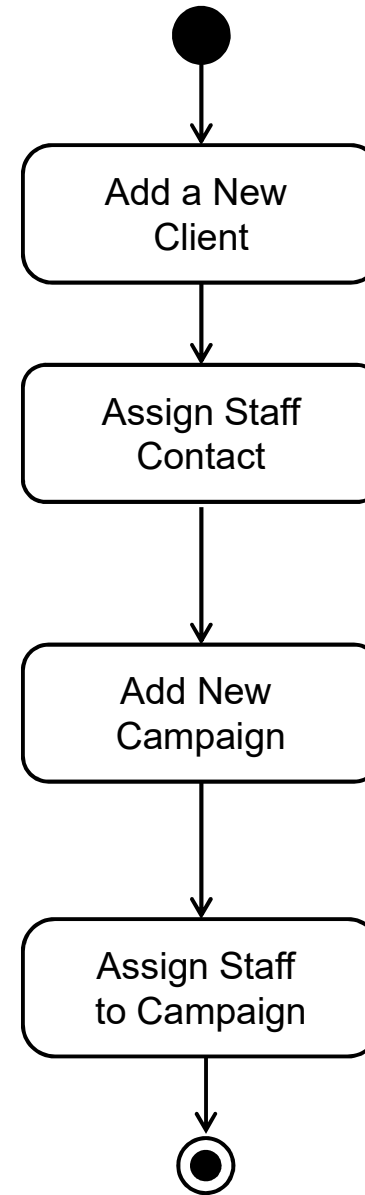 Add a New
Client
Assign Staff
Contact
Add New
Campaign
Assign Staff
to Campaign